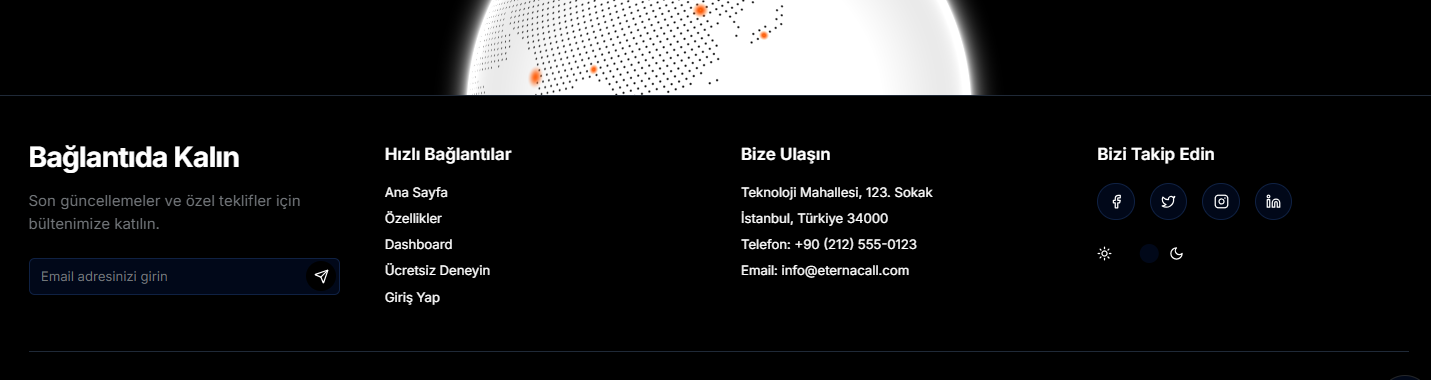 Bağlantıda Kalın
Son güncellemeler ve özel teklifler için
bültenimize katılın.
Email adresinizi girin
Hızlı Bağlantılar
Ana Sayfa
Özellikler
Dashboard
Ücretsiz Deneyin
Giriş Yap
Bize Ulaşın
Teknoloji Mahallesi, 123. Sokak
İstanbul, Türkiye 34000
Telefon: +90 (212) 555-0123
Email: info@eternacall.com
Bizi Takip Edin